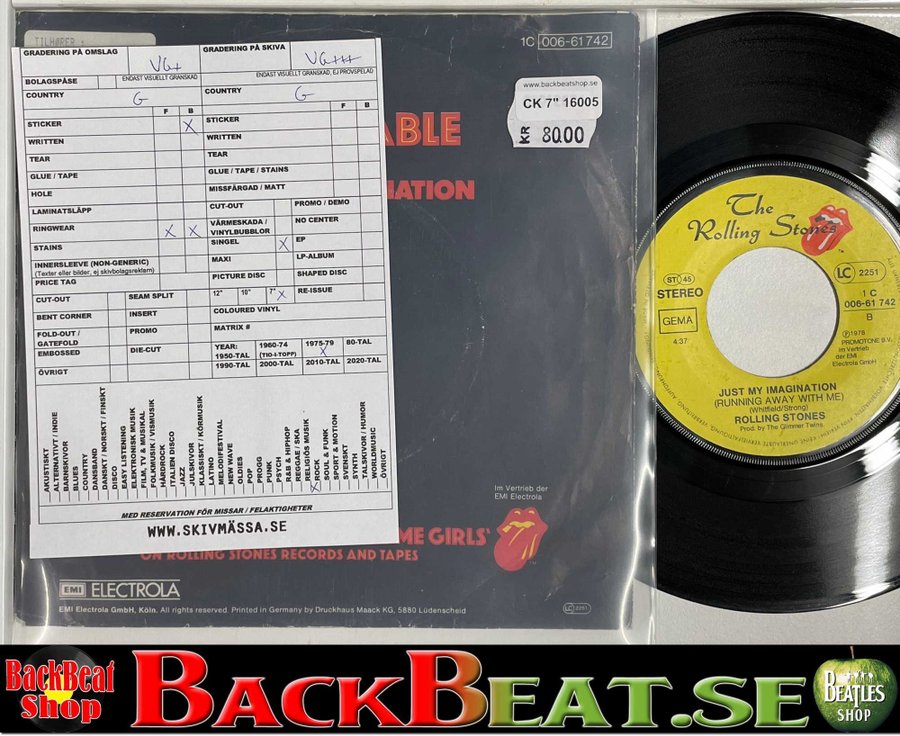 TILHØRER :
1C 006-61 742
ABLE
NATION
www.backbeatshop.se
CK 7" 16005
KR 80.00
GRADERING PÅ OMSLAG
VG+
ENDAST VISUELLT GRANSKAD
GRADERING PÅ SKIVA
VG+++
ENDAST VISUELLT GRANSKAD, EJ PROVSPELAD
BOLAGSPÅSE
COUNTRY
G
F B
STICKER X
WRITTEN
TEAR
GLUE / TAPE
HOLE
LAMINATSLÄPP
RINGWEAR X X
STAINS
INNERSLEEVE (NON-GENERIC)
(Texter eller bilder, ej skivbolagsreklam)
PRICE TAG
CUT-OUT SEAM SPLIT
BENT CORNER INSERT
FOLD-OUT / GATEFOLD PROMO
EMBOSSED DIE-CUT
ÖVRIGT
COUNTRY
G
F B
STICKER
WRITTEN
TEAR
GLUE / TAPE / STAINS
MISSFÄRGAD / MATT
CUT-OUT PROMO / DEMO
VÄRMESKADA / VINYLBUBBLOR NO CENTER
SINGEL X EP
MAXI LP-ALBUM
PICTURE DISC SHAPED DISC
12" 10" 7" X RE-ISSUE
COLOURED VINYL
MATRIX #
YEAR: 1960-74 1975-79 80-TAL
1950-TAL (TIO-I-TOPP) X
1990-TAL 2000-TAL 2010-TAL 2020-TAL
AKUSTISKT
ALTERNATIVT / INDIE
BARNSKIVOR
BLUES
COUNTRY
DANSBAND
DANSKT / NORSKT / FINSKT
DISCO
EASY LISTENING
ELEKTRONISK MUSIK
FILM, TV & MUSIKAL
FOLKMUSIK / VISMUSIK
HÅRDROCK
ITALIEN DISCO
JAZZ
JULSKIVOR
KLASSISKT / KÖRMUSIK
LATINO
MELODIFESTIVAL
NEW WAVE
OLDIES
POP
PROGG
PUNK
PSYCH
R&B & HIPHOP
REGGAE / SKA
RELIGIÖS MUSIK
X ROCK
SOUL & FUNK
SPORT & MOTION
SVENSKT
SYNTH
TALSKIVOR / HUMOR
WORLDMUSIC
ÖVRIGT
MED RESERVATION FÖR MISSAR / FELAKTIGHETER
WWW.SKIVMÄSSA.SE
Im Vertrieb der
EMI Electrola
ME GIRLS'
ON ROLLING STONES RECORDS AND TAPES
EMI ELECTROLA
EMI Electrola GmbH, Köln. All rights reserved. Printed in Germany by Druckhaus Maack KG, 5880 Lüdenscheid
LC 2251
The
Rolling Stones
LC 2251
ST 45
STEREO
GEMA
4:37
1 C
006-61 742
B
℗ 1978
PROMOTONE B.V.
im Vertrieb
der EMI
Electrola GmbH
JUST MY IMAGINATION
(RUNNING AWAY WITH ME)
(Whitfield/Strong)
ROLLING STONES
Prod. by The Glimmer Twins
BackBeat
Shop
BACKBEAT.SE
BEATLES
SHOP